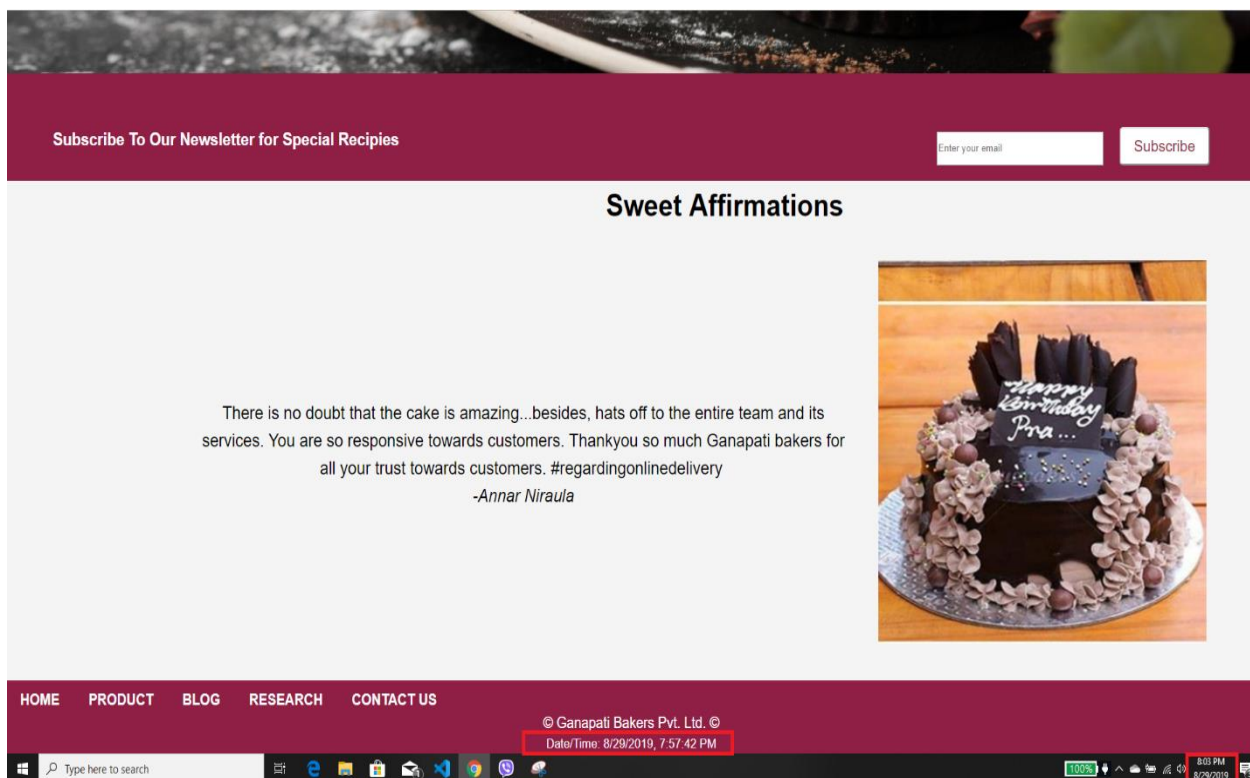 Subscribe To Our Newsletter for Special Recipies
Enter your email
Subscribe
Sweet Affirmations
There is no doubt that the cake is amazing...besides, hats off to the entire team and its
services. You are so responsive towards customers. Thankyou so much Ganapati bakers for
all your trust towards customers. #regardingonlinedelivery
-Annar Niraula
Happy
Pra...
HOME PRODUCT BLOG RESEARCH CONTACT US
© Ganapati Bakers Pvt. Ltd. ©
Date/Time: 8/29/2019, 7:57:42 PM
Type here to search
100%
8:03 PM
8/29/2019